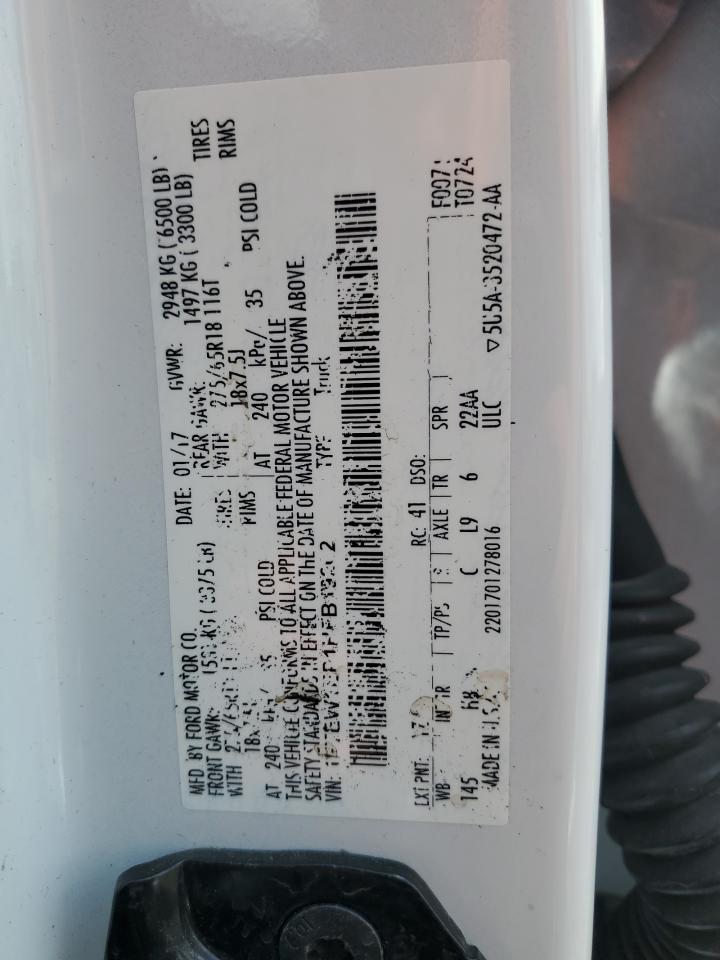 MFD BY FORD MOTOR CO. DATE: 01/17 GVWR: 2948 KG ( 6500 LB)
FRONT GAWR: REAR GAWR: 1497 KG ( 3300 LB)
WITH WITH 275/65R18 116T TIRES
RIMS 18x7.5J RIMS
AT 240 kPa/ 35 PSI COLD AT 240 kPa/ 35 PSI COLD
THIS VEHICLE CONFORMS TO ALL APPLICABLE FEDERAL MOTOR VEHICLE
SAFETY STANDARDS IN EFFECT ON THE DATE OF MANUFACTURE SHOWN ABOVE.
VIN: TYPE: Truck
EXT PNT: RC: 41 DSO: F007
WB TP/PS AXLE TR SPR T0724
145 C L9 6 22AA
MADE IN U.S.A. 2201701278016 ULC ▽5U5A-3520472-AA